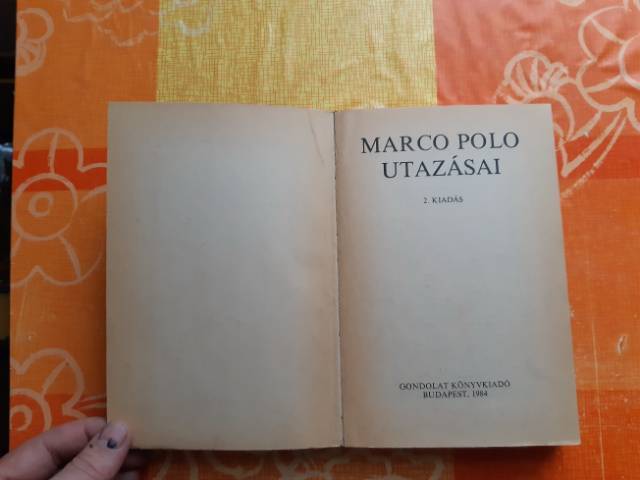 MARCO POLO
UTAZÁSAI
2. KIADÁS
GONDOLAT KÖNYVKIADÓ
BUDAPEST, 1984